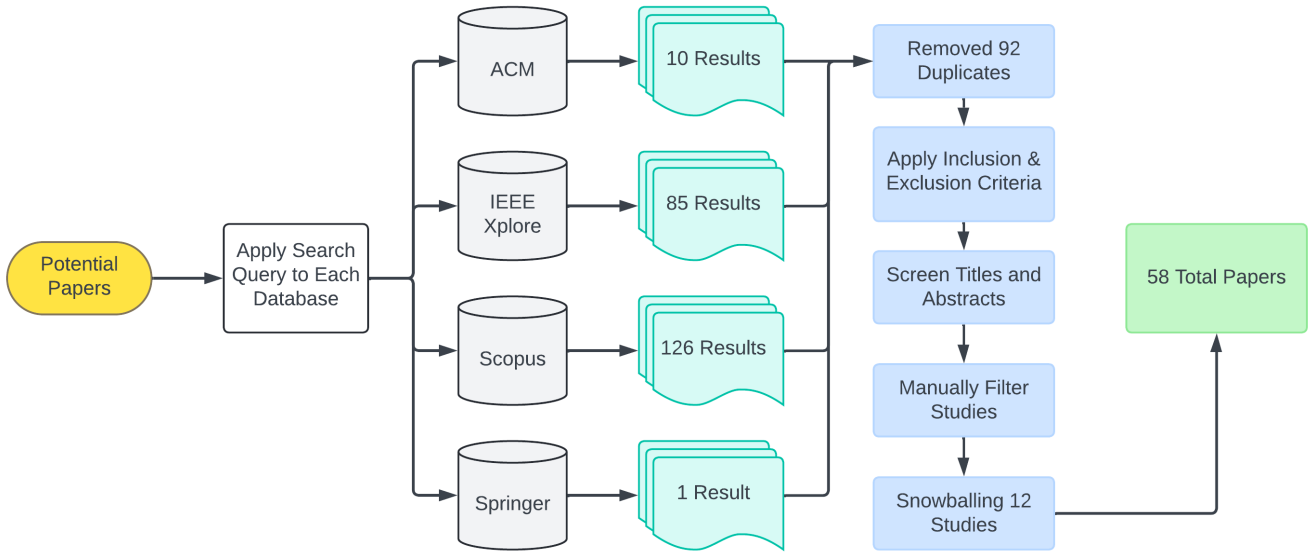 Potential
Papers
Apply Search
Query to Each
Database
ACM
10 Results
IEEE
Xplore
85 Results
Scopus
126 Results
Springer
1 Result
Removed 92
Duplicates
Apply Inclusion &
Exclusion Criteria
Screen Titles and
Abstracts
Manually Filter
Studies
Snowballing 12
Studies
58 Total Papers